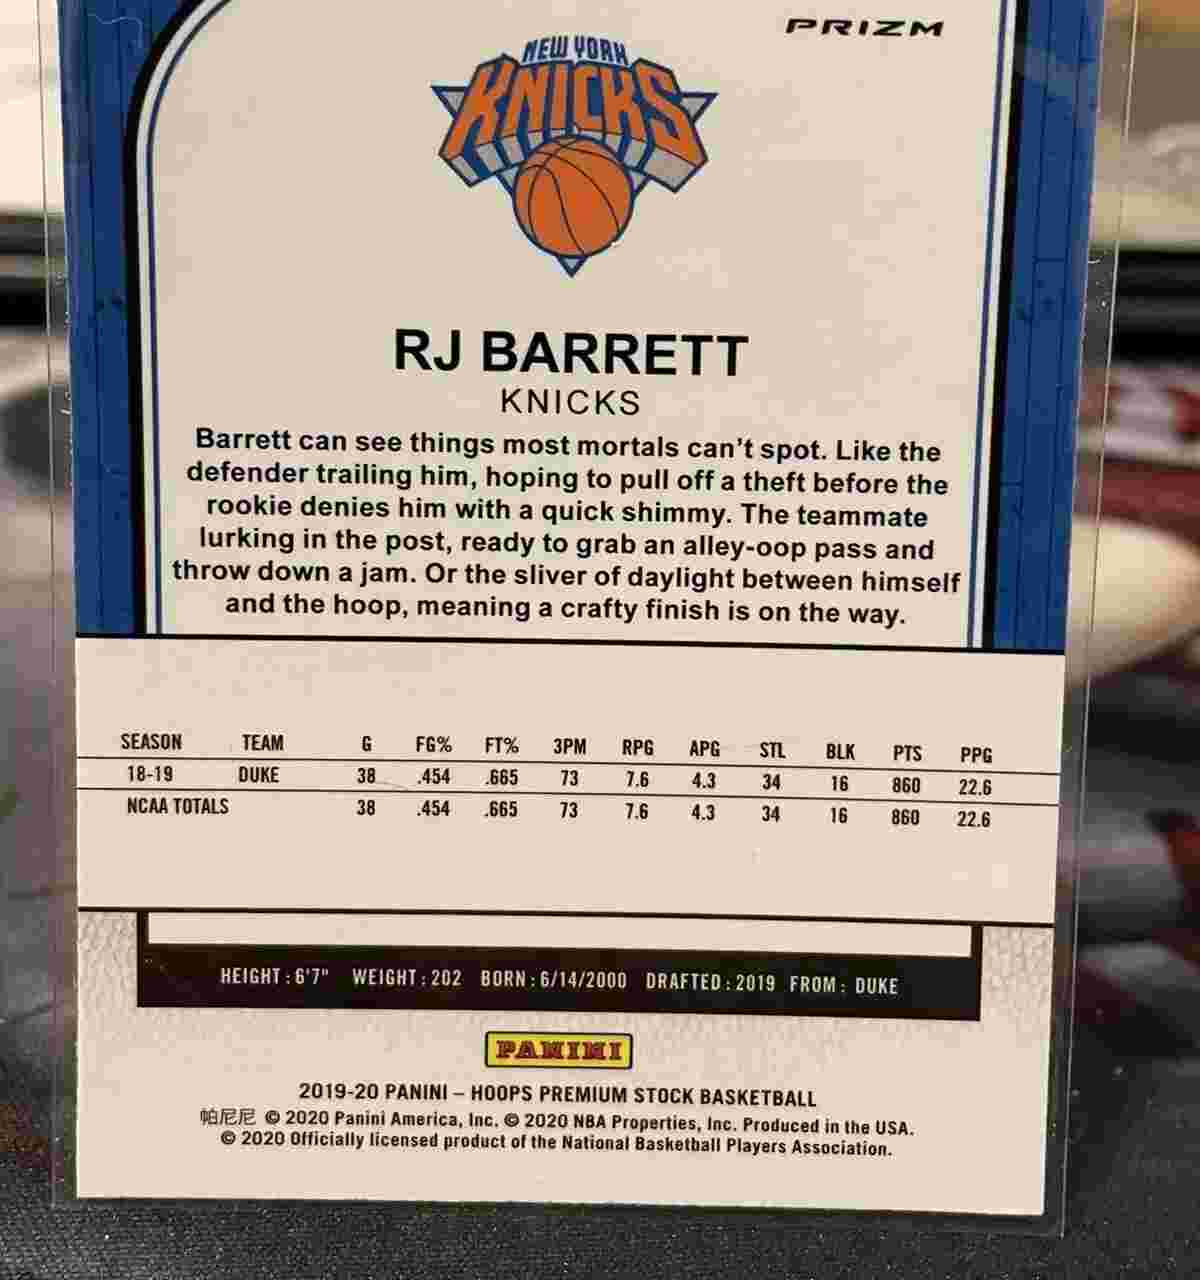 PRIZM
NEW YORK
KNICKS
RJ BARRETT
KNICKS
Barrett can see things most mortals can't spot. Like the
defender trailing him, hoping to pull off a theft before the
rookie denies him with a quick shimmy. The teammate
lurking in the post, ready to grab an alley-oop pass and
throw down a jam. Or the sliver of daylight between himself
and the hoop, meaning a crafty finish is on the way.
SEASON TEAM G FG% FT% 3PM RPG APG STL BLK PTS PPG
18-19 DUKE 38 .454 .665 73 7.6 4.3 34 16 860 22.6
NCAA TOTALS 38 .454 .665 73 7.6 4.3 34 16 860 22.6
HEIGHT: 6'7" WEIGHT: 202 BORN: 6/14/2000 DRAFTED: 2019 FROM: DUKE
PANINI
2019-20 PANINI – HOOPS PREMIUM STOCK BASKETBALL
帕尼尼 © 2020 Panini America, Inc. © 2020 NBA Properties, Inc. Produced in the USA.
© 2020 Officially licensed product of the National Basketball Players Association.